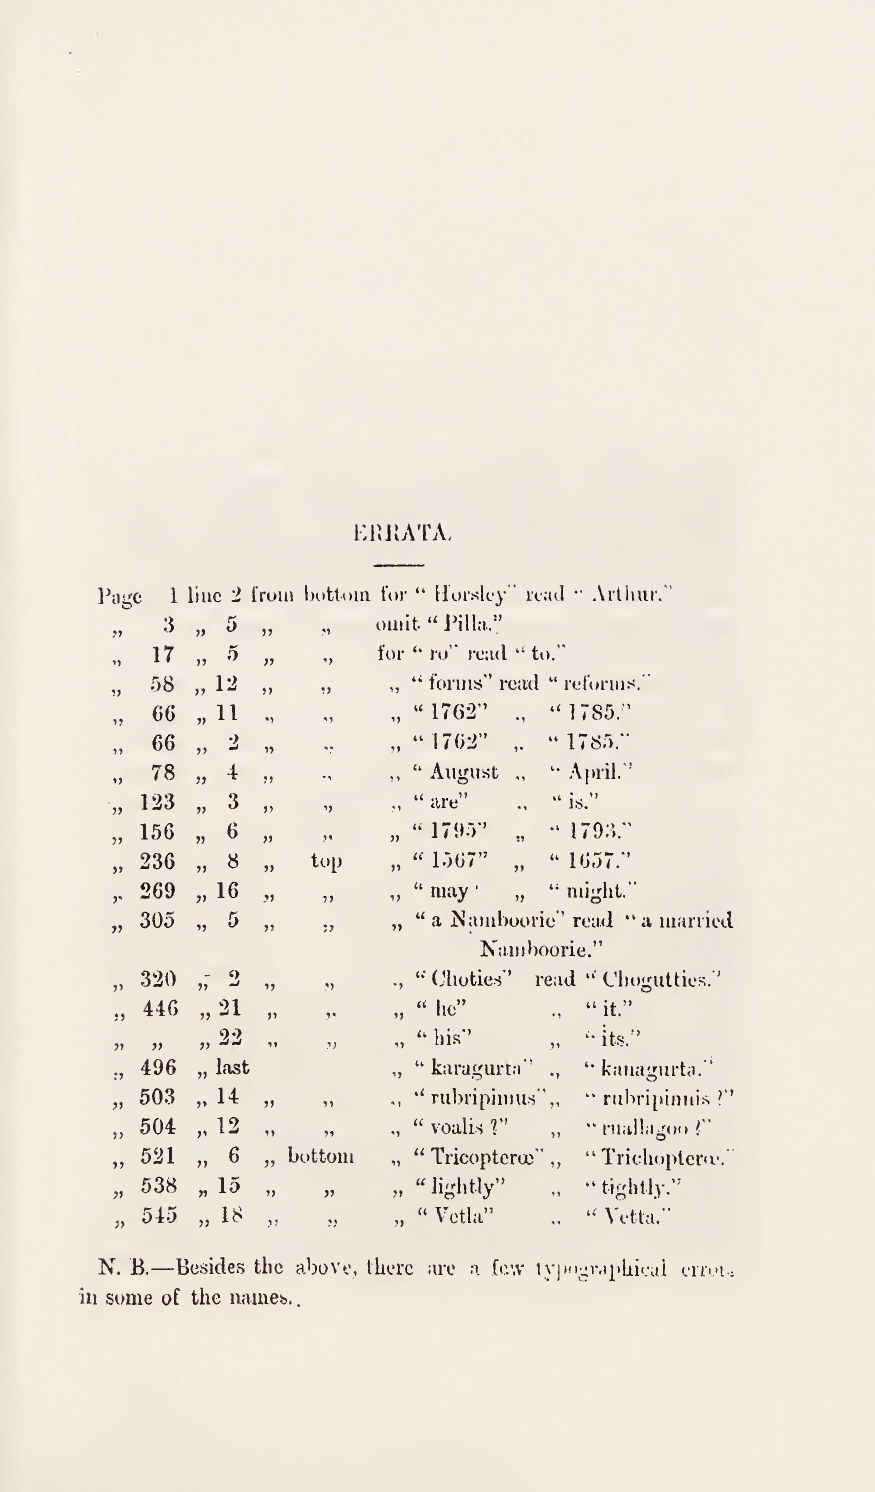 ERRATA.
Page 1 line 2 from bottom for “ Horsley” read “ Arthur.”
„ 3 „ 5 „ „ omit “ Pilla.”
„ 17 „ 5 „ „ for “ ro” read “ to.”
„ 58 „ 12 „ „ „ “ forms” read “ reforms.”
„ 66 „ 11 „ „ „ “ 1762” „ “ 1785.”
„ 66 „ 2 „ „ „ “ 1762” „ “ 1785.”
„ 78 „ 4 „ „ „ “ August „ “ April.”
„ 123 „ 3 „ „ „ “ are” „ “ is.”
„ 156 „ 6 „ „ „ “ 1795” „ “ 1793.”
„ 236 „ 8 „ top „ “ 1567” „ “ 1657.”
„ 269 „ 16 „ „ „ “ may ' „ “ might.”
„ 305 „ 5 „ „ „ “ a Namboorie” read “ a married
Namboorie.”
„ 320 „ 2 „ „ „ “ Choties” read “ Chogutties.”
„ 446 „ 21 „ „ „ “ he” „ “ it.”
„ „ „ 22 „ „ „ “ his” „ “ its.”
„ 496 „ last „ “ karagurta” „ “ kanagurta.”
„ 503 „ 14 „ „ „ “ rubripinnus” „ “ rubripinnis ?”
„ 504 „ 12 „ „ „ “ voalis ?” „ “ mallagoo ?”
„ 521 „ 6 „ bottom „ “ Tricopterœ” „ “ Trichopterœ.”
„ 538 „ 15 „ „ „ “ lightly” „ “ tightly.”
„ 545 „ 18 „ „ „ “ Vetla” „ “ Vetta.”
N. B.—Besides the above, there are a few typographical errors
in some of the names.